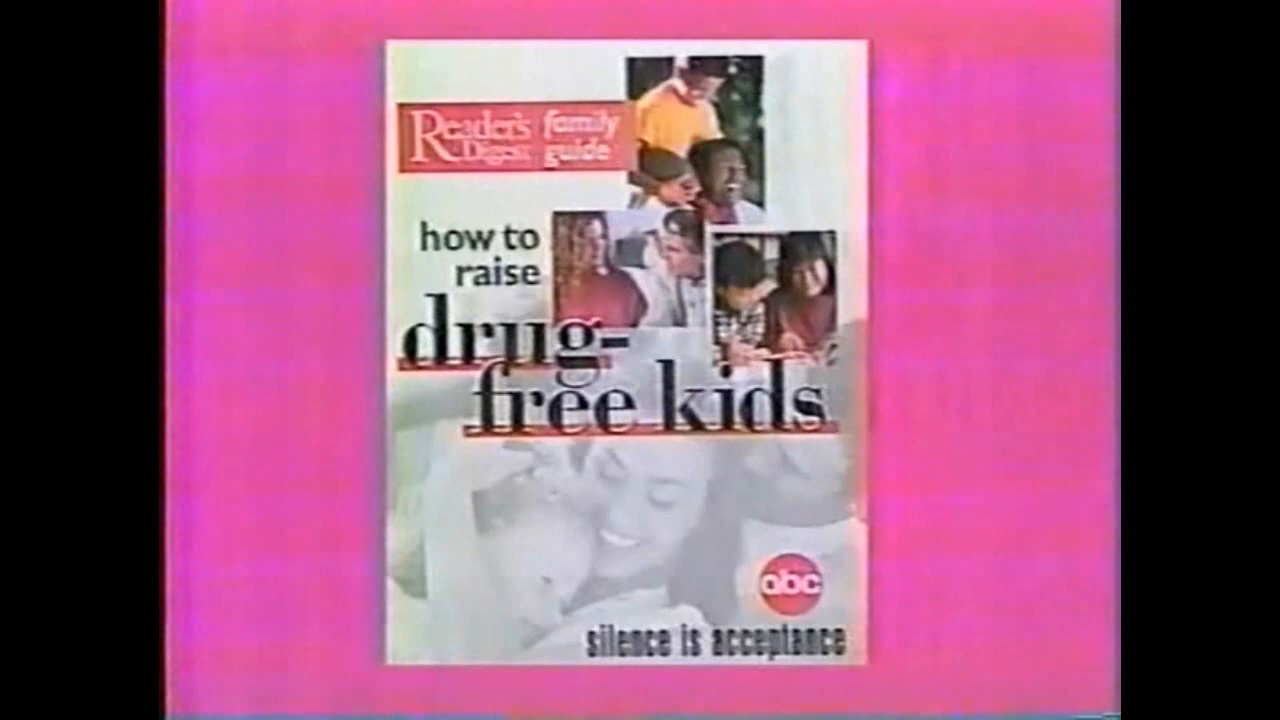 Reader's Digest
family guide
how to
raise
drug-
free kids
abc
silence is acceptance